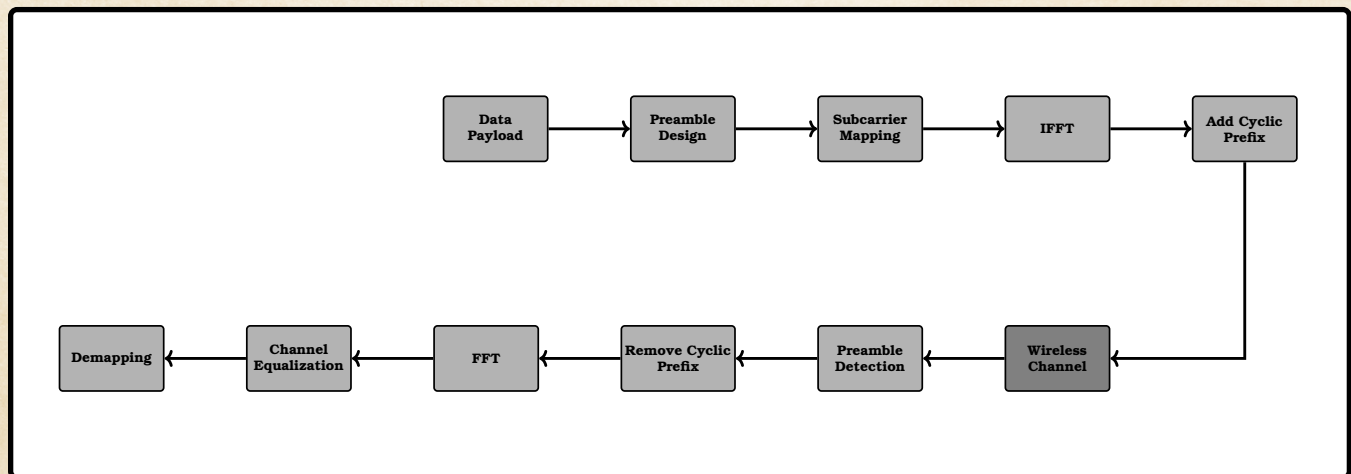 Data
Payload
Preamble
Design
Subcarrier
Mapping
IFFT
Add Cyclic
Prefix
Demapping
Channel
Equalization
FFT
Remove Cyclic
Prefix
Preamble
Detection
Wireless
Channel